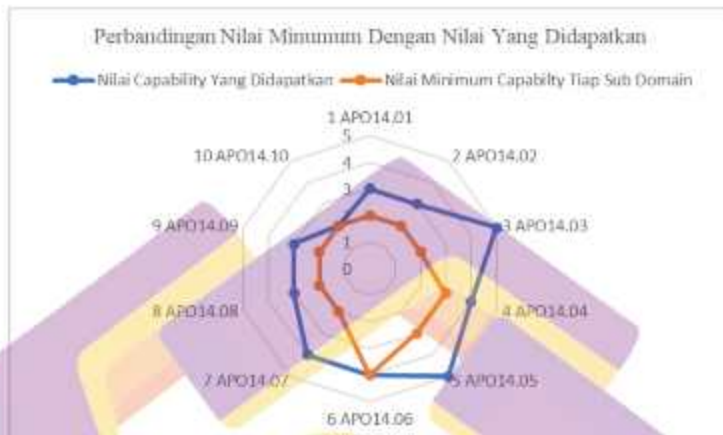 Perbandingan Nilai Minumum Dengan Nilai Yang Didapatkan
Nilai Capability Yang Didapatkan Nilai Minimum Capabilty Tiap Sub Domain
1 APO14.01
5
10 APO14.10 4 2 APO14.02
3
9 APO14.09 1 3 APO14.03
0
8 APO14.08 4 APO14.04
7 APO14.07 5 APO14.05
6 APO14.06